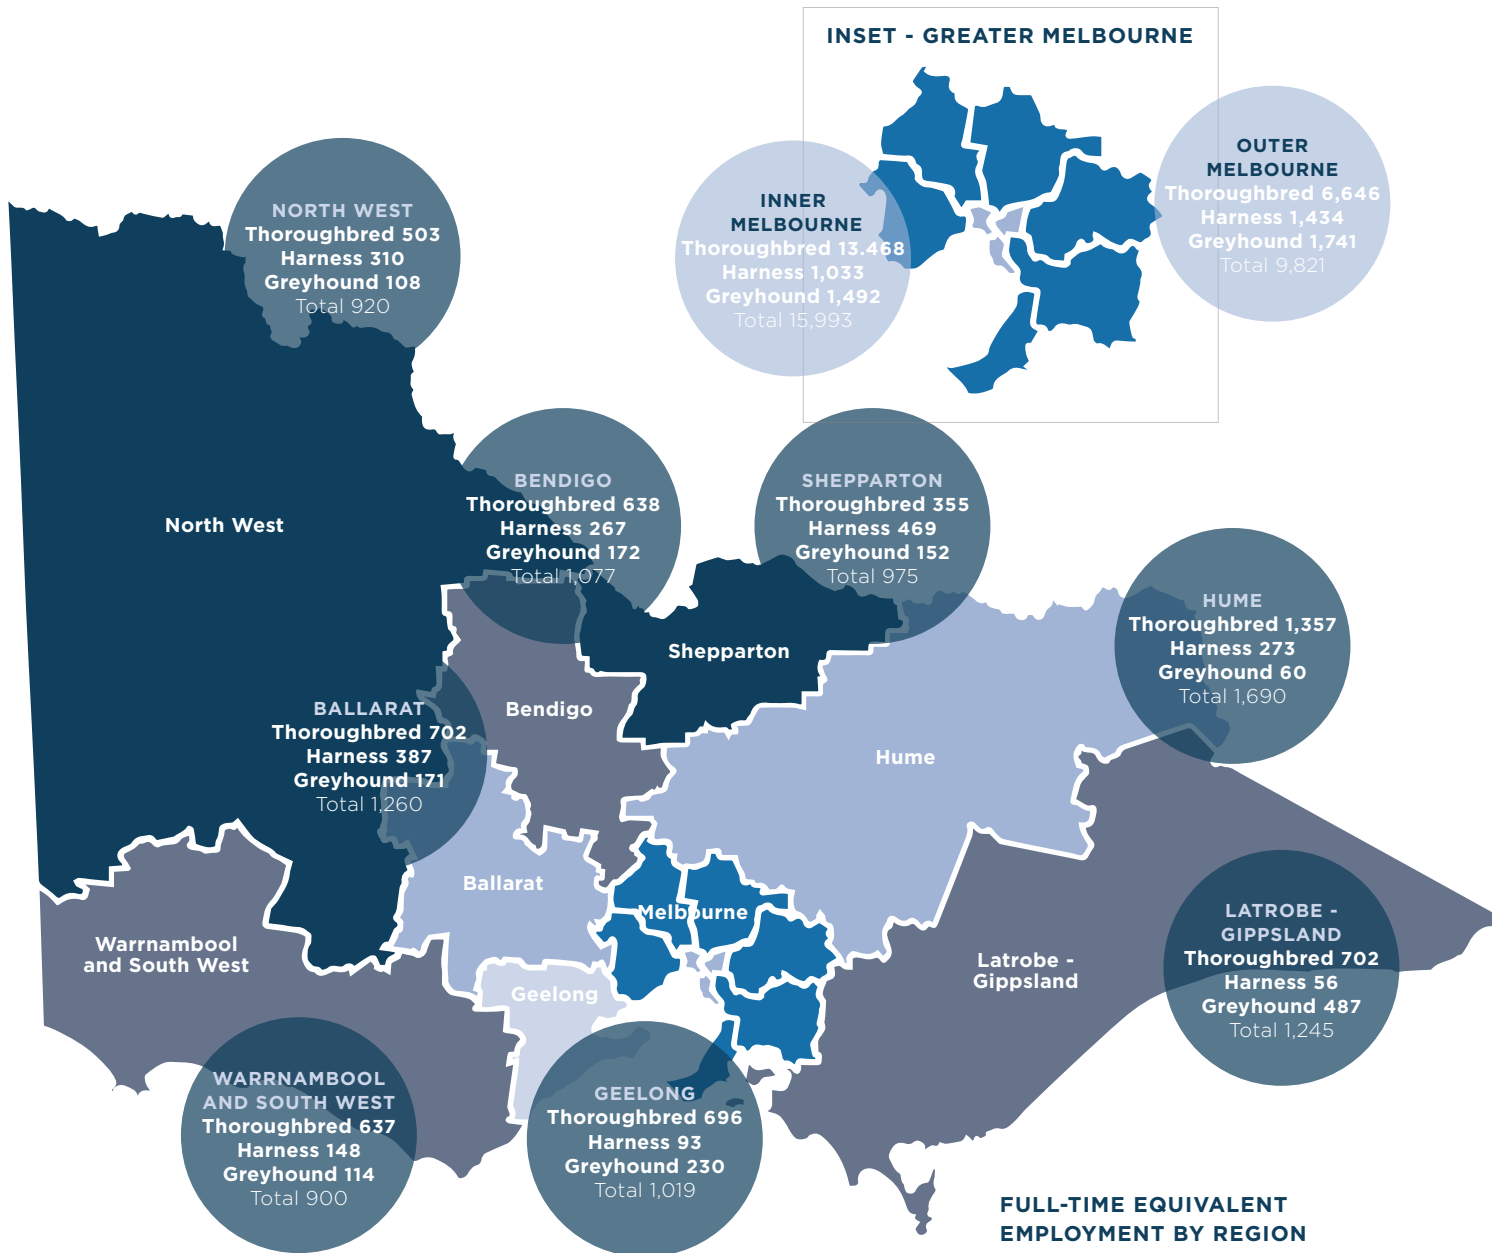 INSET - GREATER MELBOURNE
OUTER
MELBOURNE
Thoroughbred 6,646
Harness 1,434
Greyhound 1,741
Total 9,821
INNER
MELBOURNE
Thoroughbred 13.468
Harness 1,033
Greyhound 1,492
Total 15,993
NORTH WEST
Thoroughbred 503
Harness 310
Greyhound 108
Total 920
North West
BENDIGO
Thoroughbred 638
Harness 267
Greyhound 172
Total 1,077
SHEPPARTON
Thoroughbred 355
Harness 469
Greyhound 152
Total 975
HUME
Thoroughbred 1,357
Harness 273
Greyhound 60
Total 1,690
Shepparton
Bendigo
BALLARAT
Thoroughbred 702
Harness 387
Greyhound 171
Total 1,260
Hume
Ballarat
Melbourne
Warrnambool
and South West
Geelong
Latrobe -
Gippsland
LATROBE -
GIPPSLAND
Thoroughbred 702
Harness 56
Greyhound 487
Total 1,245
WARRNAMBOOL
AND SOUTH WEST
Thoroughbred 637
Harness 148
Greyhound 114
Total 900
GEELONG
Thoroughbred 696
Harness 93
Greyhound 230
Total 1,019
FULL-TIME EQUIVALENT
EMPLOYMENT BY REGION